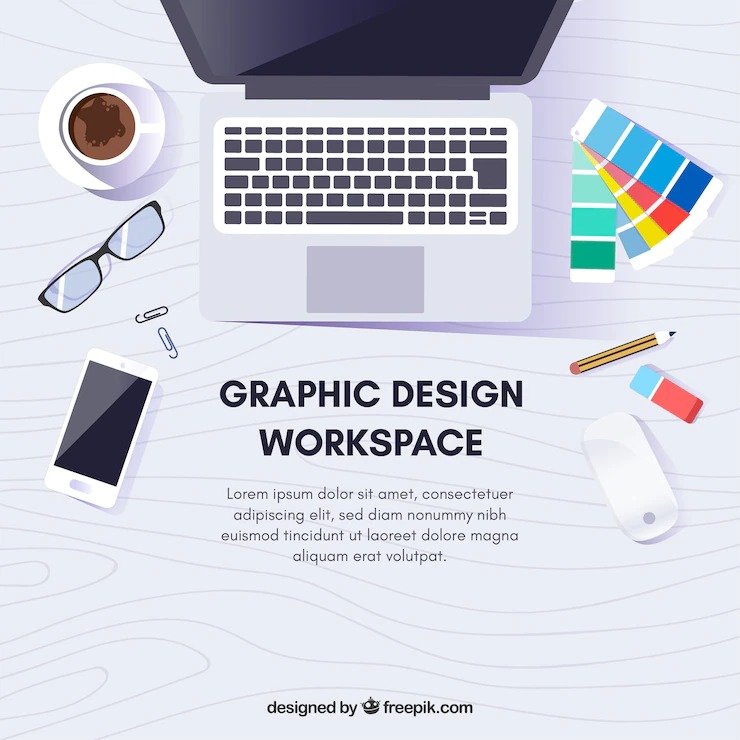 GRAPHIC DESIGN
WORKSPACE
Lorem ipsum dolor sit amet, consectetuer
adipiscing elit, sed diam nonummy nibh
euismod tincidunt ut laoreet dolore magna
aliquam erat volutpat.
designed by freepik.com